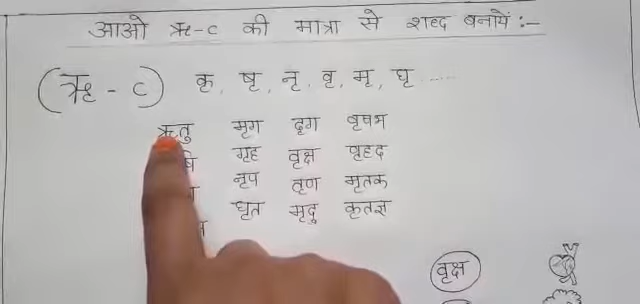 आओ ऋ-c की मात्रा से शब्द बनायें :-
(ऋ - c) कृ, षृ, नृ, वृ, मृ, घृ .....
ऋतु मृग दृग वृषभ
गृह वृक्ष वृहद
नृप तृण मृतक
घृत मृदु कृतज्ञ
वृक्ष